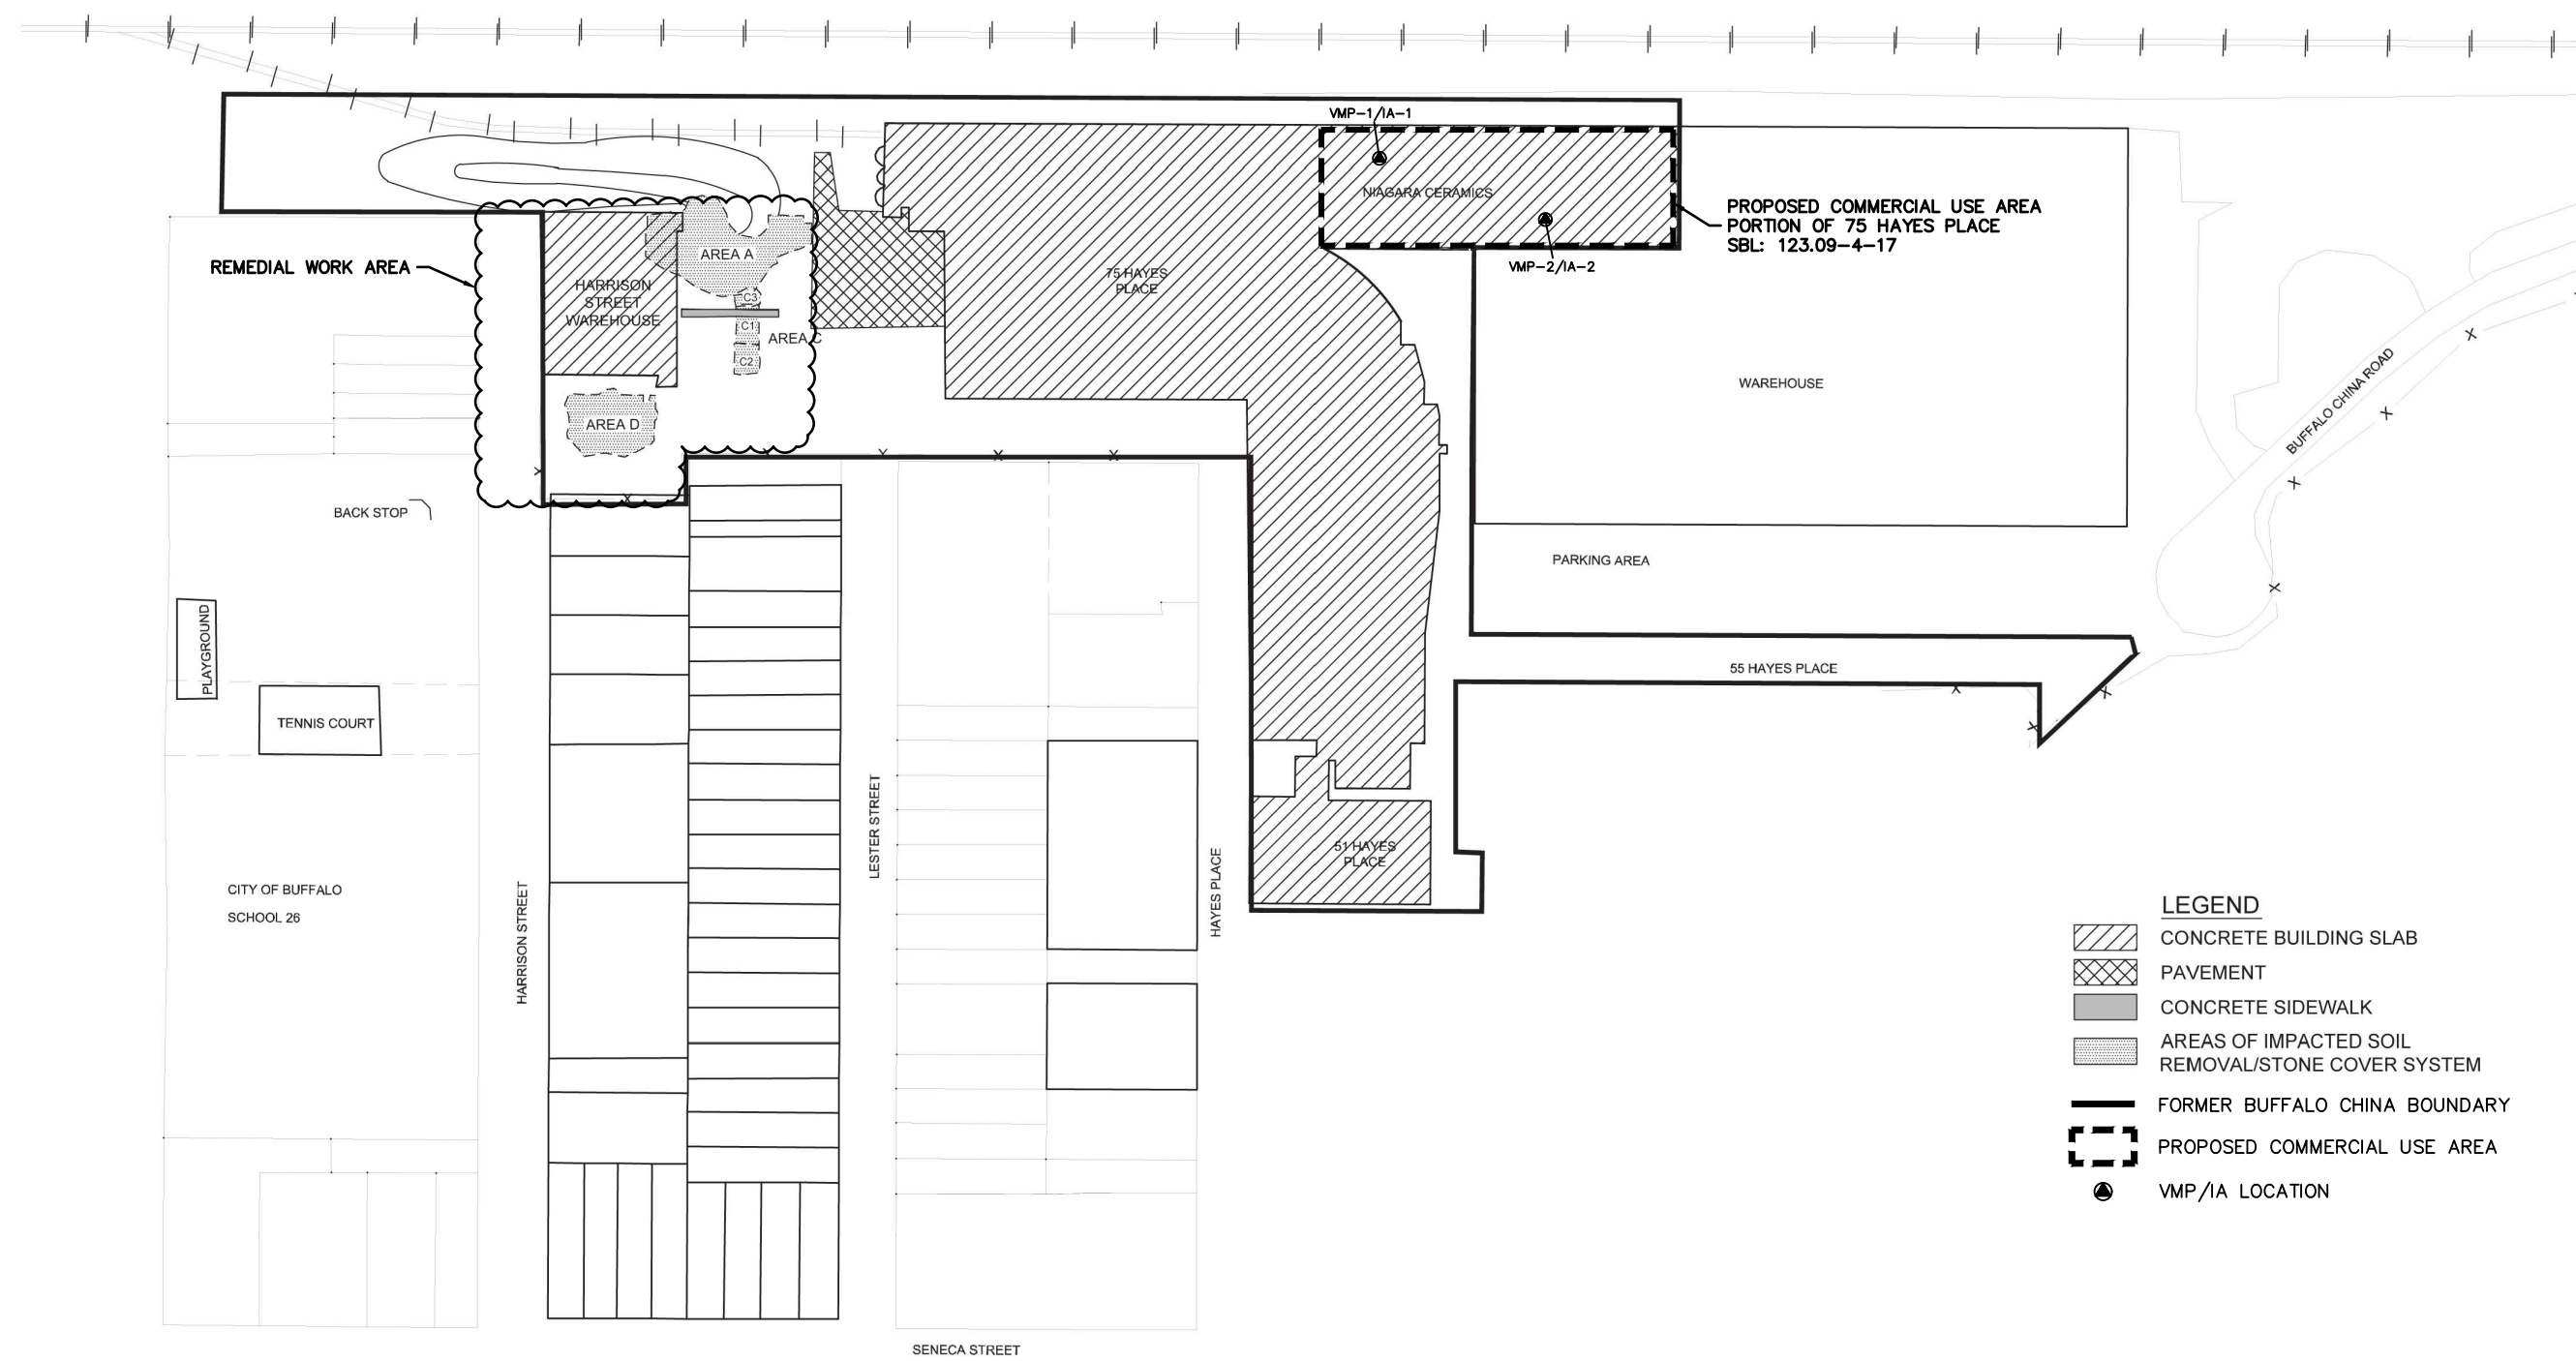 VMP-1/IA-1
NIAGARA CERAMICS
PROPOSED COMMERCIAL USE AREA
PORTION OF 75 HAYES PLACE
SBL: 123.09-4-17
VMP-2/IA-2
REMEDIAL WORK AREA
AREA A
HARRISON
STREET
WAREHOUSE
C3
C1
AREA C
C2
AREA D
75 HAYES
PLACE
WAREHOUSE
BUFFALO CHINA ROAD
BACK STOP
PARKING AREA
PLAYGROUND
TENNIS COURT
55 HAYES PLACE
CITY OF BUFFALO
SCHOOL 26
HARRISON STREET
LESTER STREET
HAYES PLACE
51 HAYES
PLACE
SENECA STREET
LEGEND
CONCRETE BUILDING SLAB
PAVEMENT
CONCRETE SIDEWALK
AREAS OF IMPACTED SOIL
REMOVAL/STONE COVER SYSTEM
FORMER BUFFALO CHINA BOUNDARY
PROPOSED COMMERCIAL USE AREA
VMP/IA LOCATION